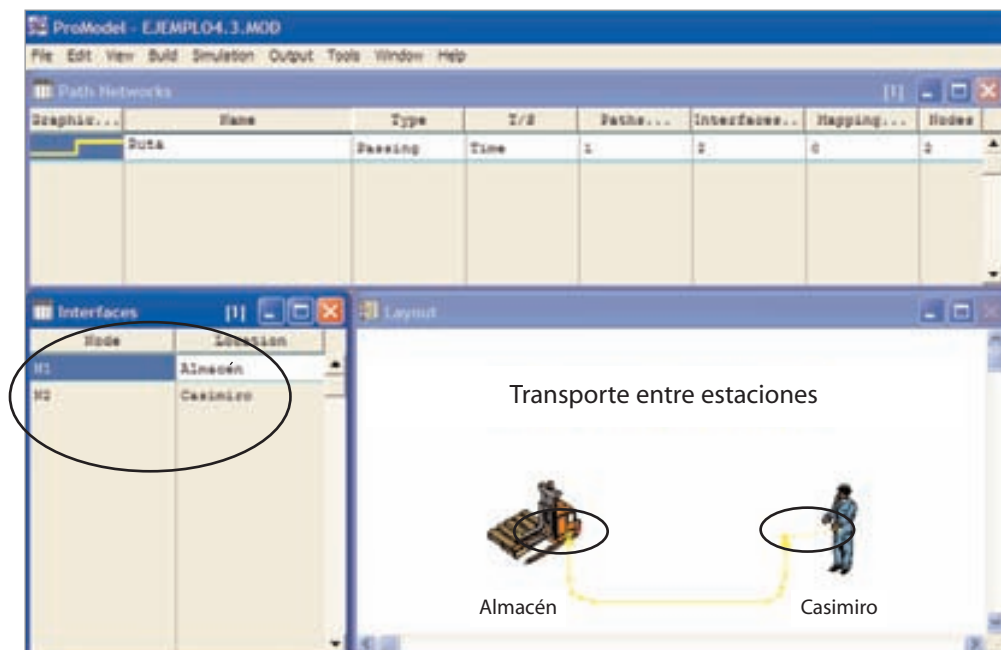 ProModel - EJEMPLO4.3.MOD
File Edit View Build Simulation Output Tools Window Help
Path Networks [1]
Graphic... Name Type T/S Paths... Interfaces... Mapping... Nodes
Ruta Passing Time 1 2 0 2
Interfaces [1]
Layout
Node Location
N1 Almacén
N2 Casimiro
Transporte entre estaciones
Almacén Casimiro